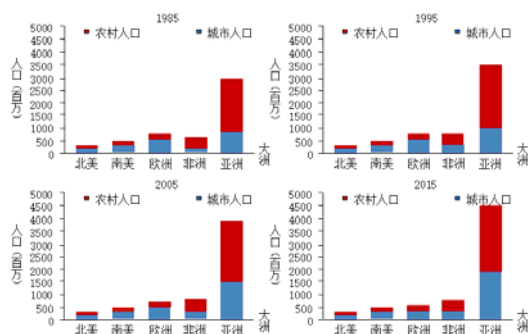 1985
5000
4500
4000
3500
3000
2500
2000
1500
1000
500
0
人口(百万)
农村人口
城市人口
北美
南美
欧洲
非洲
亚洲
大洲
1995
5000
4500
4000
3500
3000
2500
2000
1500
1000
500
0
人口(百万)
农村人口
城市人口
北美
南美
欧洲
非洲
亚洲
大洲
2005
5000
4500
4000
3500
3000
2500
2000
1500
1000
500
0
人口(百万)
农村人口
城市人口
北美
南美
欧洲
非洲
亚洲
大洲
2015
5000
4500
4000
3500
3000
2500
2000
1500
1000
500
0
人口(百万)
农村人口
城市人口
北美
南美
欧洲
非洲
亚洲
大洲